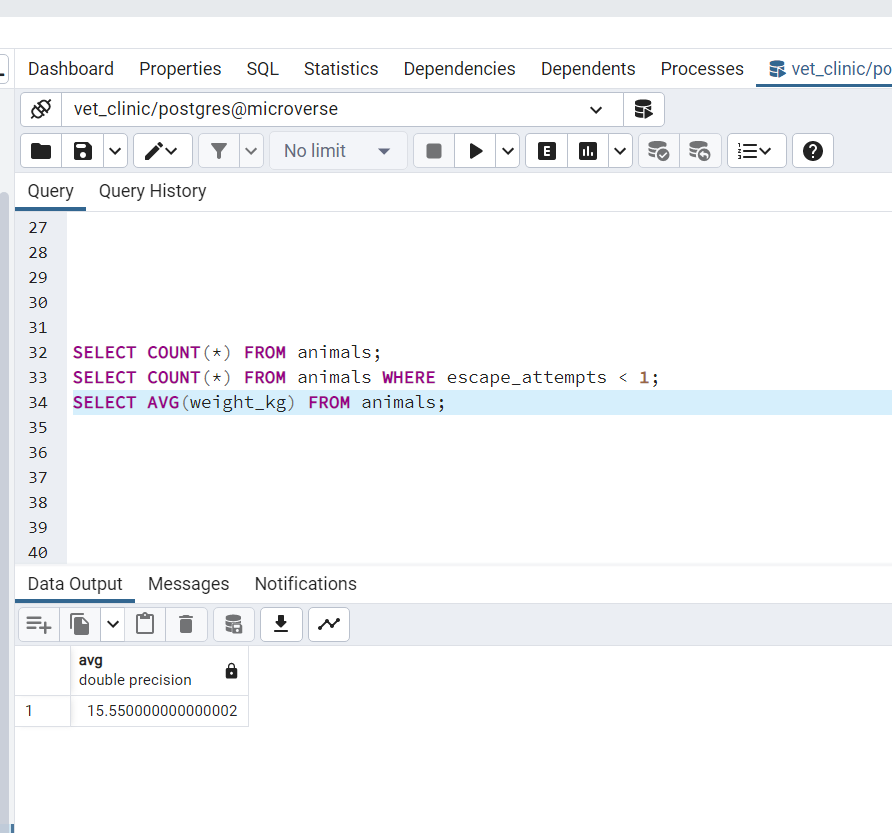 Dashboard Properties SQL Statistics Dependencies Dependents Processes vet_clinic/po
vet_clinic/postgres@microverse
No limit
E
?
Query Query History
27
28
29
30
31
32 SELECT COUNT(*) FROM animals;
33 SELECT COUNT(*) FROM animals WHERE escape_attempts < 1;
34 SELECT AVG(weight_kg) FROM animals;
35
36
37
38
39
40
Data Output Messages Notifications
avg
double precision
1 15.550000000000002